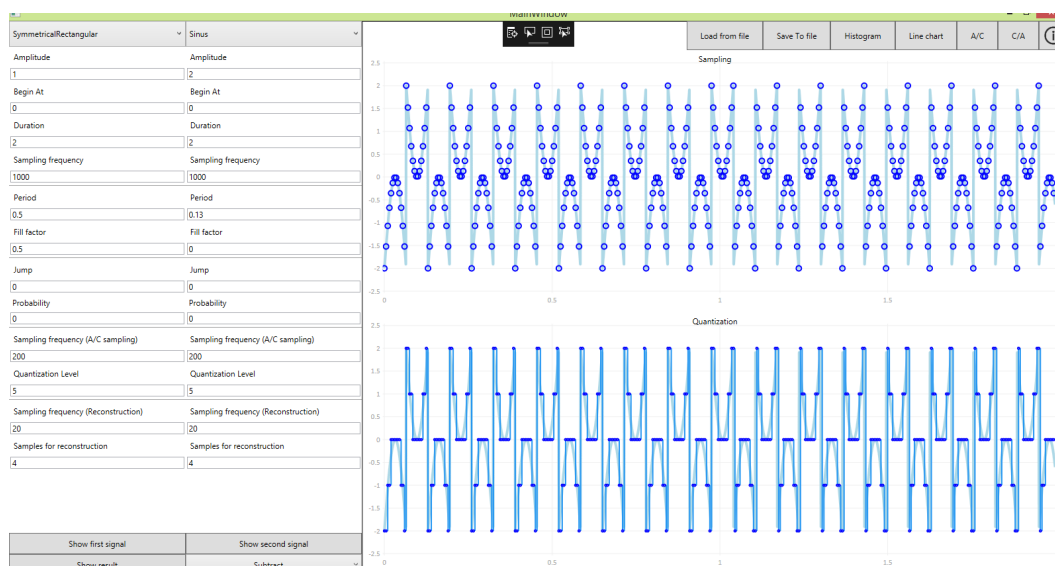 MainWindow
SymmetricalRectangular Sinus
Load from file Save To file Histogram Line chart A/C C/A
Amplitude Amplitude
1 2
Begin At Begin At
0 0
Duration Duration
2 2
Sampling frequency Sampling frequency
1000 1000
Period Period
0.5 0.13
Fill factor Fill factor
0.5 0
Jump Jump
0 0
Probability Probability
0 0
Sampling frequency (A/C sampling) Sampling frequency (A/C sampling)
200 200
Quantization Level Quantization Level
5 5
Sampling frequency (Reconstruction) Sampling frequency (Reconstruction)
20 20
Samples for reconstruction Samples for reconstruction
4 4
Show first signal Show second signal
Show result Subtract
Sampling
2.5
2
1.5
1
0.5
0
-0.5
-1
-1.5
-2
-2.5
0 0.5 1 1.5
Quantization
2.5
2
1.5
1
0.5
0
-0.5
-1
-1.5
-2
-2.5
0.5 1 1.5